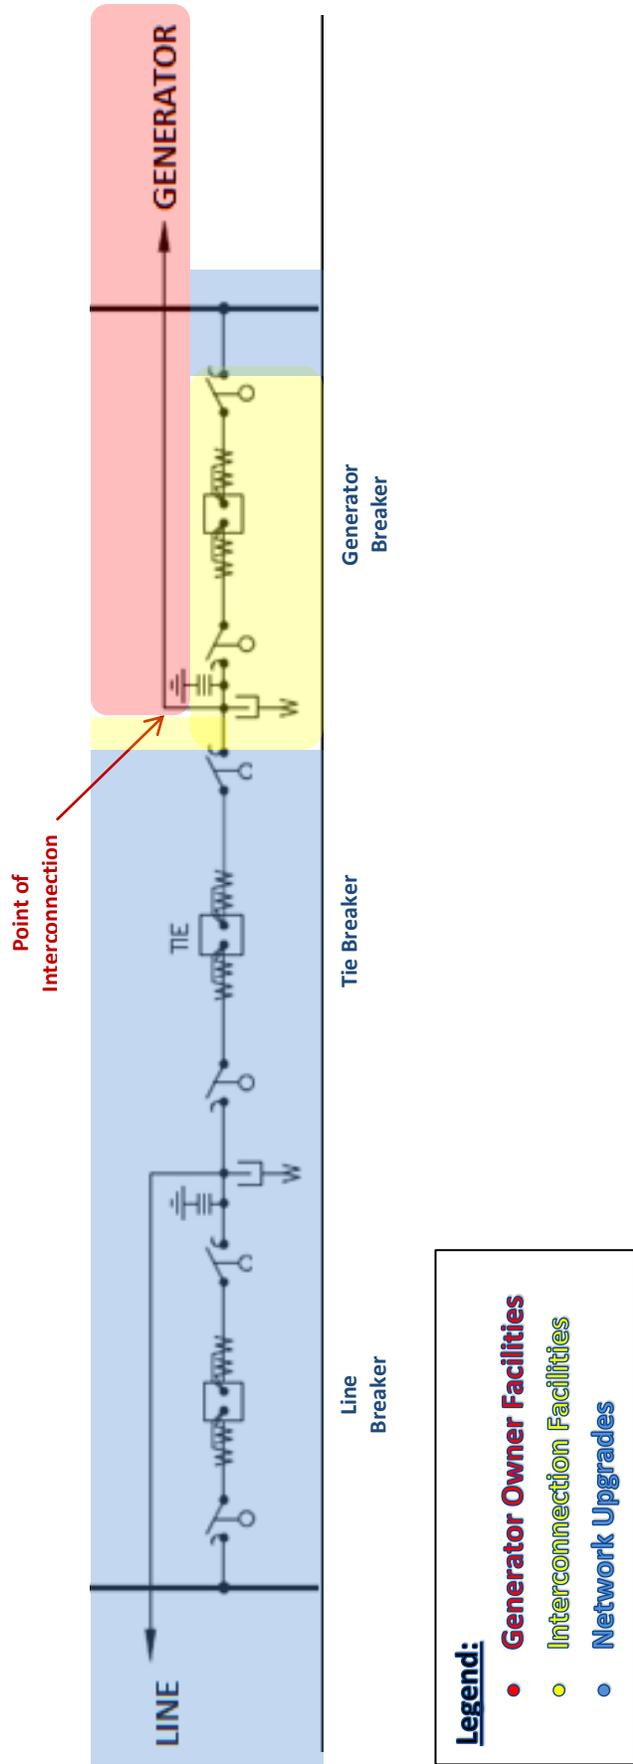 Point of
Interconnection
LINE
TIE
GENERATOR
Line
Breaker
Tie Breaker
Generator
Breaker
Legend:
Generator Owner Facilities
Interconnection Facilities
Network Upgrades